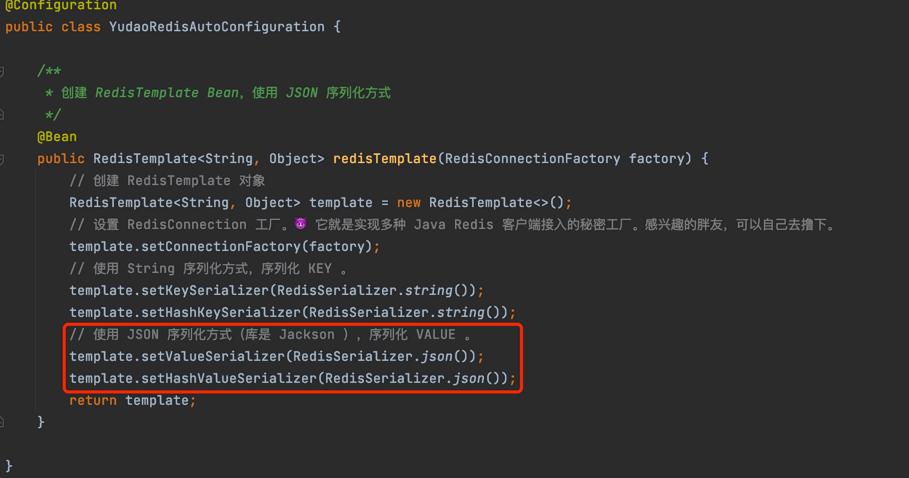 @Configuration
public class YudaoRedisAutoConfiguration {
/**
* 创建 RedisTemplate Bean，使用 JSON 序列化方式
*/
@Bean
public RedisTemplate<String, Object> redisTemplate(RedisConnectionFactory factory) {
// 创建 RedisTemplate 对象
RedisTemplate<String, Object> template = new RedisTemplate<>();
// 设置 RedisConnection 工厂。😈 它就是实现多种 Java Redis 客户端接入的秘密工厂。感兴趣的胖友，可以自己去撸下。
template.setConnectionFactory(factory);
// 使用 String 序列化方式，序列化 KEY 。
template.setKeySerializer(RedisSerializer.string());
template.setHashKeySerializer(RedisSerializer.string());
// 使用 JSON 序列化方式（库是 Jackson ），序列化 VALUE 。
template.setValueSerializer(RedisSerializer.json());
template.setHashValueSerializer(RedisSerializer.json());
return template;
}
}